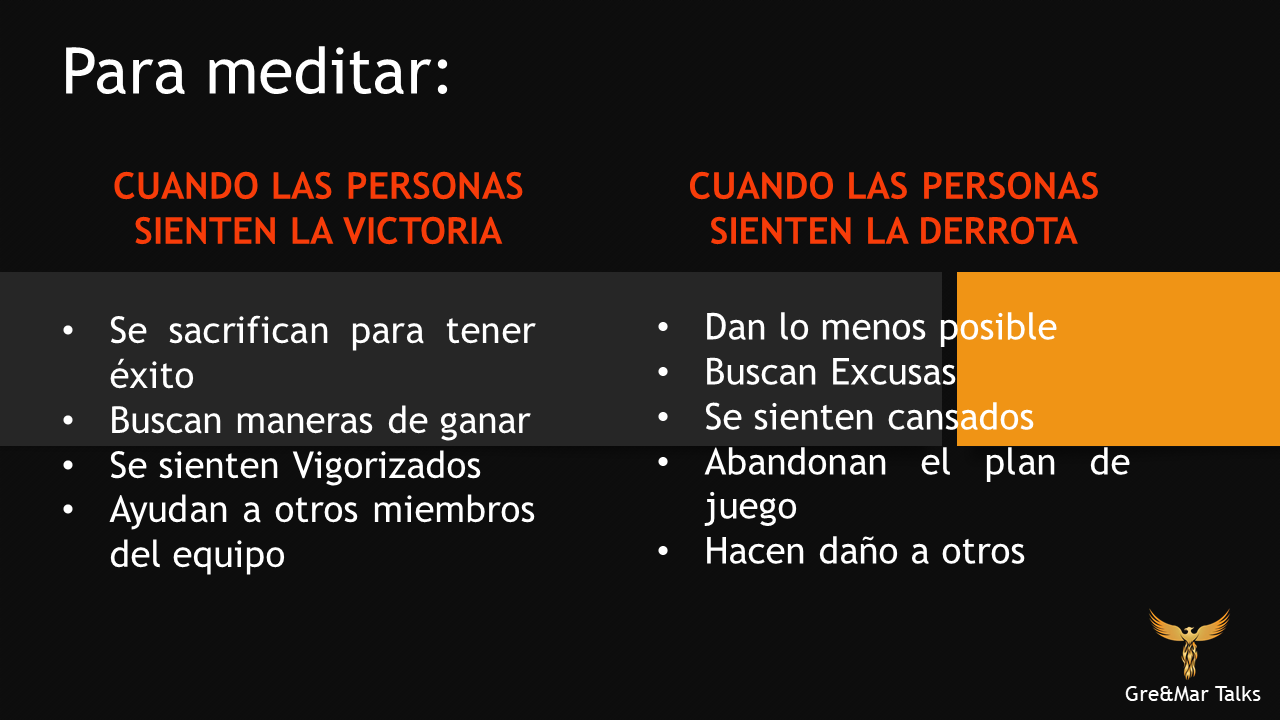 Para meditar:
CUANDO LAS PERSONAS
SIENTEN LA VICTORIA
• Se sacrifican para tener
éxito
• Buscan maneras de ganar
• Se sienten Vigorizados
• Ayudan a otros miembros
del equipo
CUANDO LAS PERSONAS
SIENTEN LA DERROTA
• Dan lo menos posible
• Buscan Excusas
• Se sienten cansados
• Abandonan el plan de
juego
• Hacen daño a otros
Gre&Mar Talks